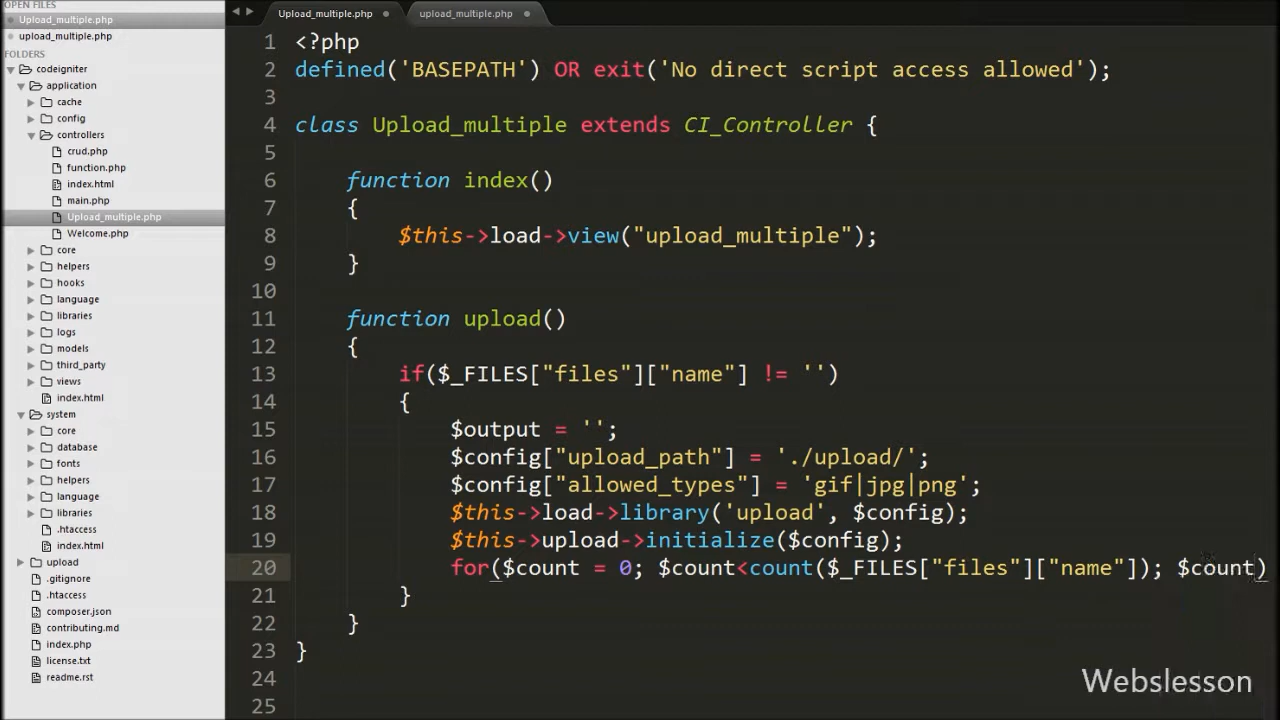 OPEN FILES
Upload_multiple.php
upload_multiple.php
FOLDERS
codeigniter
application
cache
config
controllers
crud.php
function.php
index.html
main.php
Upload_multiple.php
Welcome.php
core
helpers
hooks
language
libraries
logs
models
third_party
views
index.html
system
core
database
fonts
helpers
language
libraries
.htaccess
index.html
upload
.gitignore
.htaccess
composer.json
contributing.md
index.php
license.txt
readme.rst
Upload_multiple.php upload_multiple.php
1 <?php
2 defined('BASEPATH') OR exit('No direct script access allowed');
3
4 class Upload_multiple extends CI_Controller {
5
6 function index()
7 {
8 $this->load->view("upload_multiple");
9 }
10
11 function upload()
12 {
13 if($_FILES["files"]["name"] != '')
14 {
15 $output = '';
16 $config["upload_path"] = './upload/';
17 $config["allowed_types"] = 'gif|jpg|png';
18 $this->load->library('upload', $config);
19 $this->upload->initialize($config);
20 for($count = 0; $count<count($_FILES["files"]["name"]); $count)
21 }
22 }
23 }
24
25
Webslesson